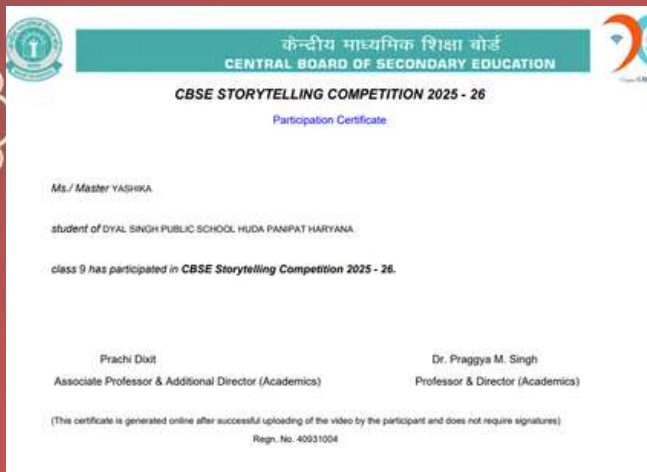 केन्द्रीय माध्यमिक शिक्षा बोर्ड
CENTRAL BOARD OF SECONDARY EDUCATION
CBSE STORYTELLING COMPETITION 2025 - 26
Participation Certificate
Ms./ Master YASHIKA
student of DYAL SINGH PUBLIC SCHOOL HUDA PANIPAT HARYANA
class 9 has participated in CBSE Storytelling Competition 2025 - 26.
Prachi Dixit
Dr. Praggya M. Singh
Associate Professor & Additional Director (Academics)
Professor & Director (Academics)
(This certificate is generated online after successful uploading of the video by the participant and does not require signatures)
Regn. No. 40931004